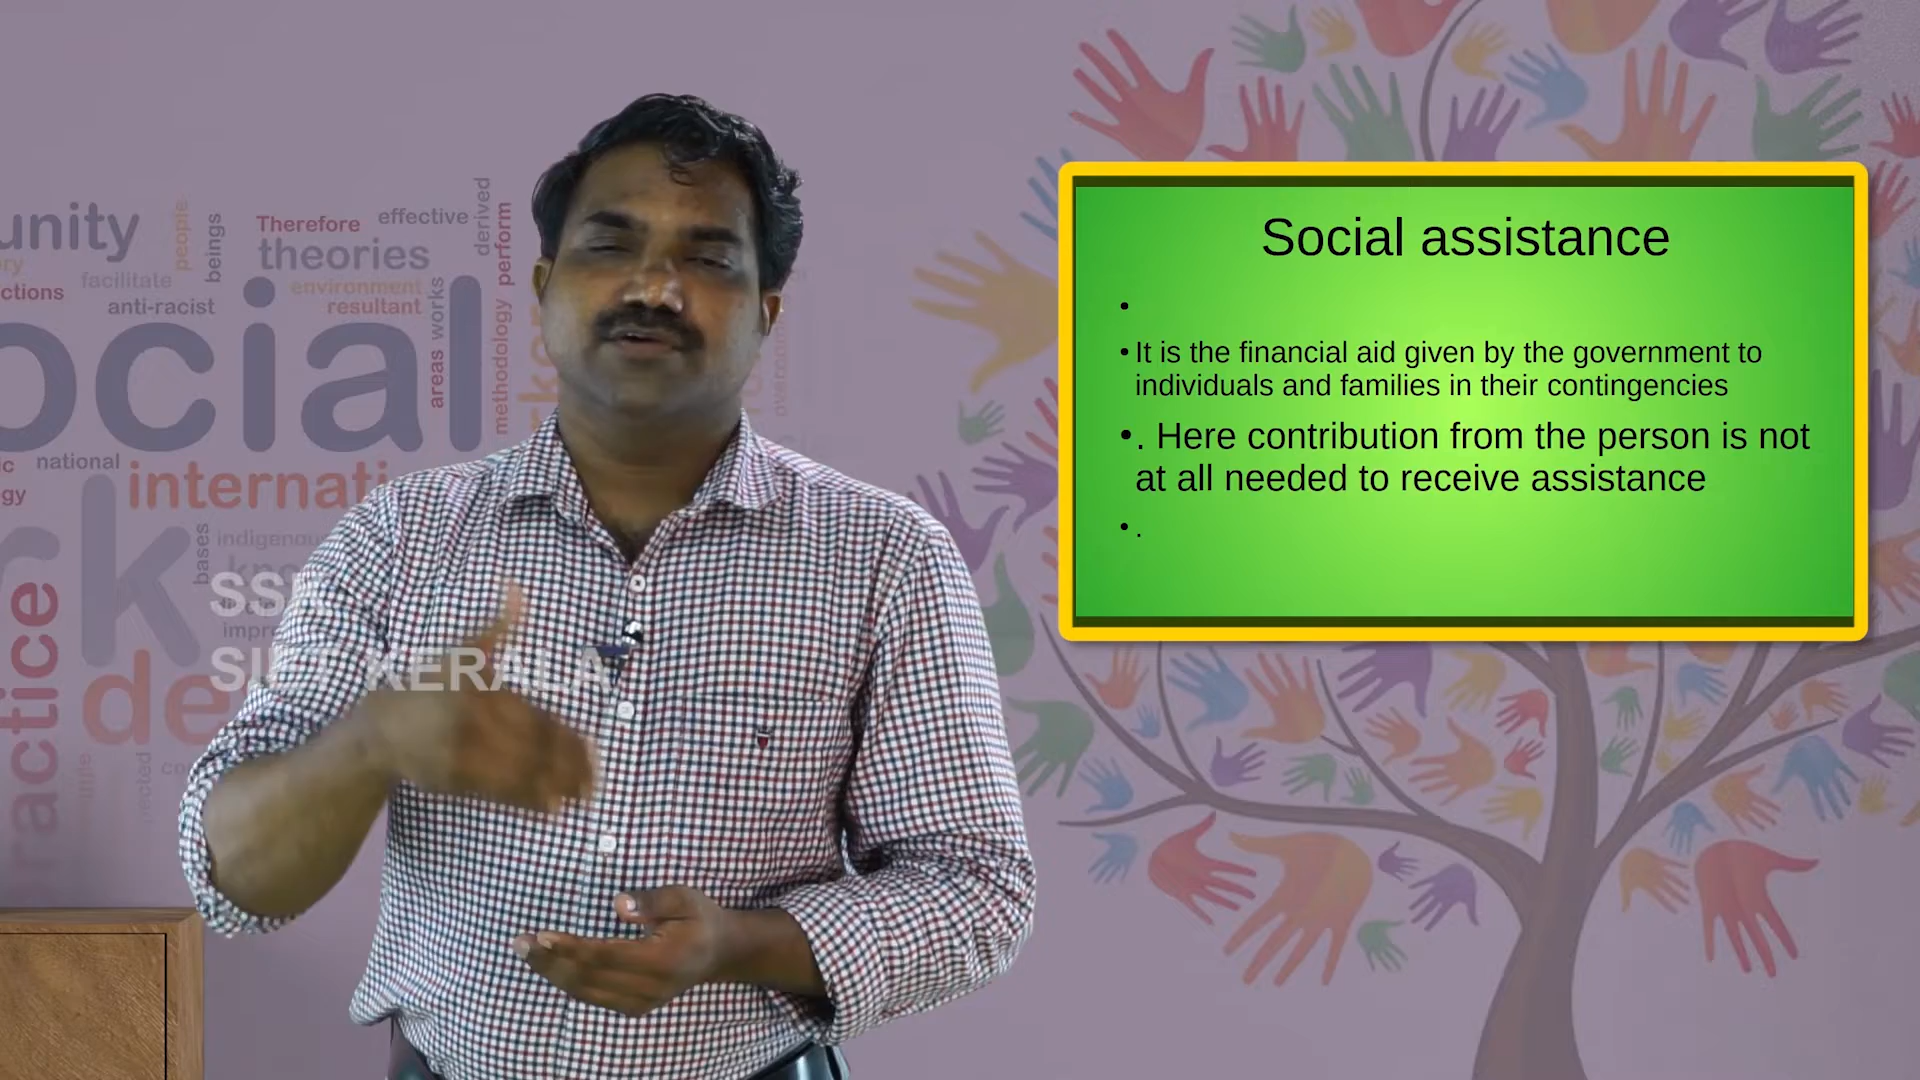 Social assistance
•
• It is the financial aid given by the government to
individuals and families in their contingencies
• . Here contribution from the person is not
at all needed to receive assistance
• .
unity
people
beings
Therefore
effective
derived
perform
theories
facilitate
environment
ctions
anti-racist
resultant
works
areas
methodology
ocial
national
internati
bases
indigenou
k
de
actice
SIET KERALA